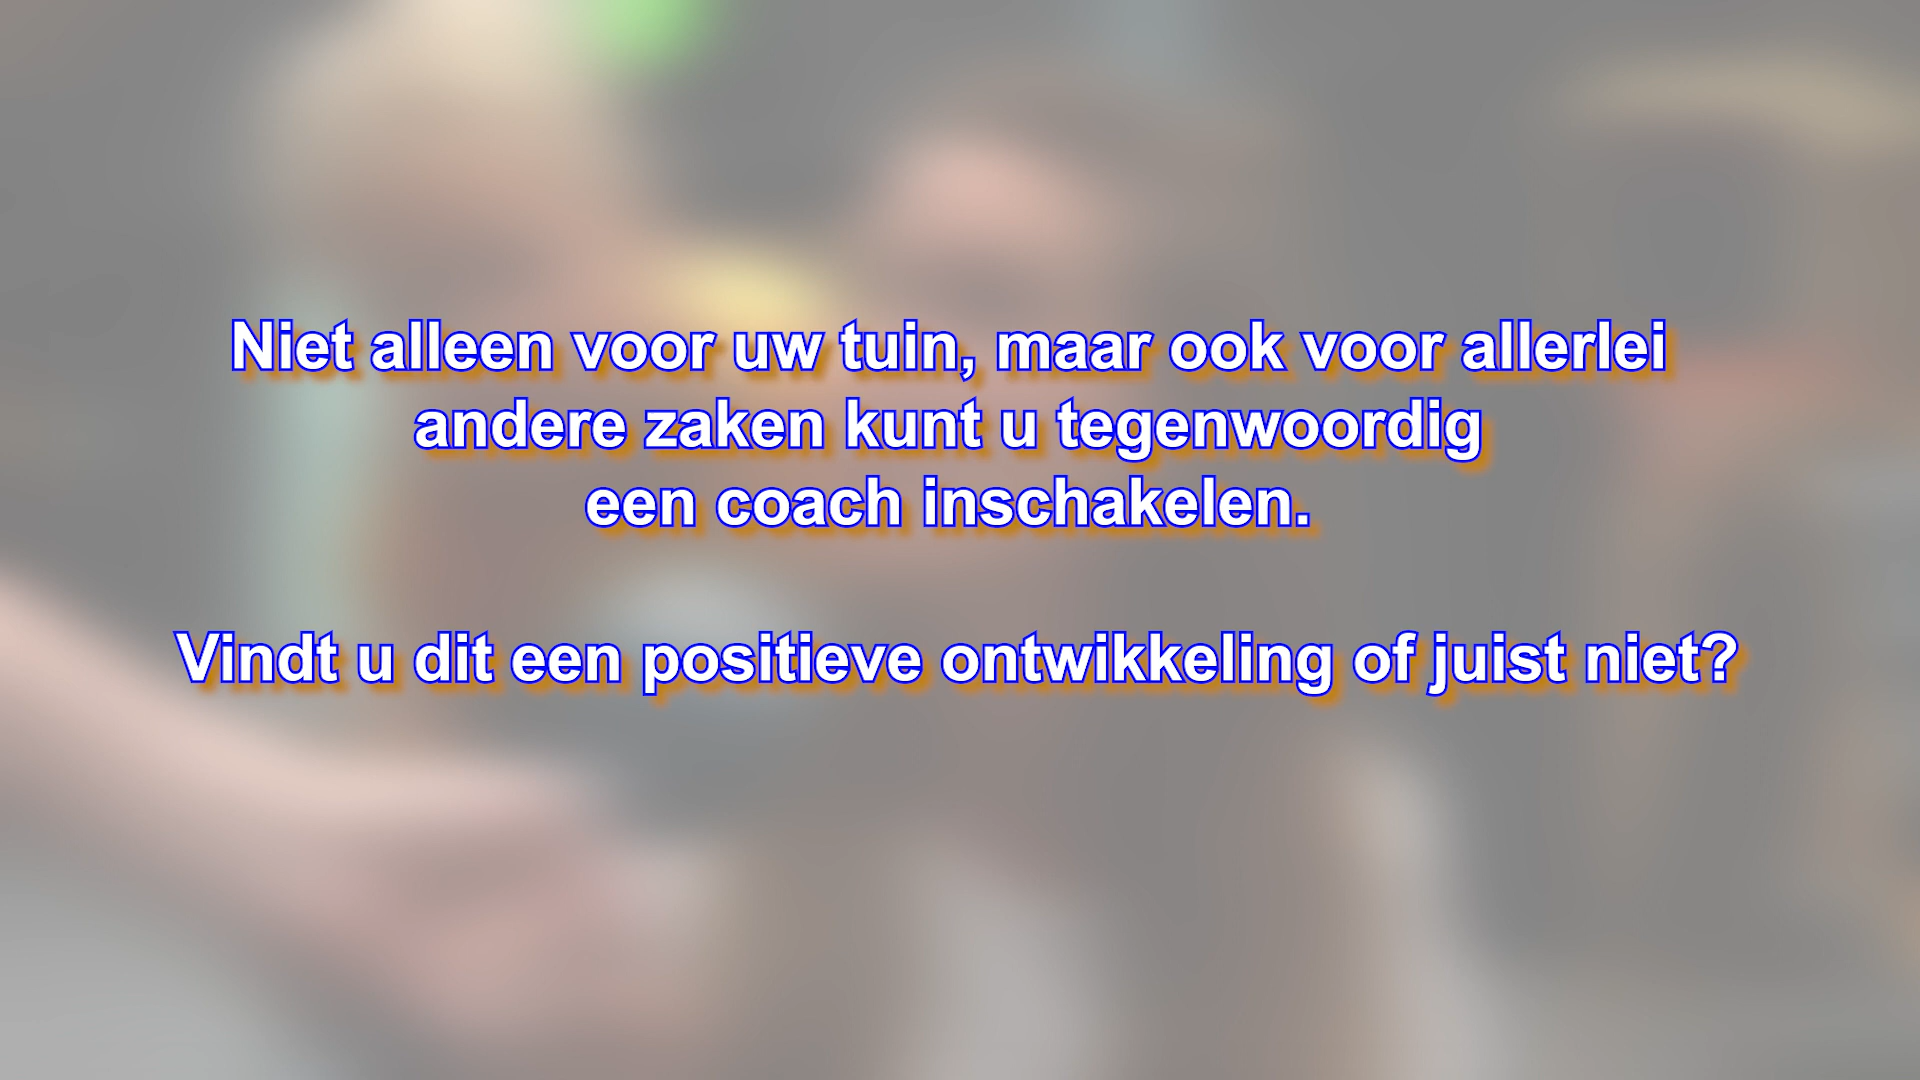 Niet alleen voor uw tuin, maar ook voor allerlei
andere zaken kunt u tegenwoordig
een coach inschakelen.
Vindt u dit een positieve ontwikkeling of juist niet?